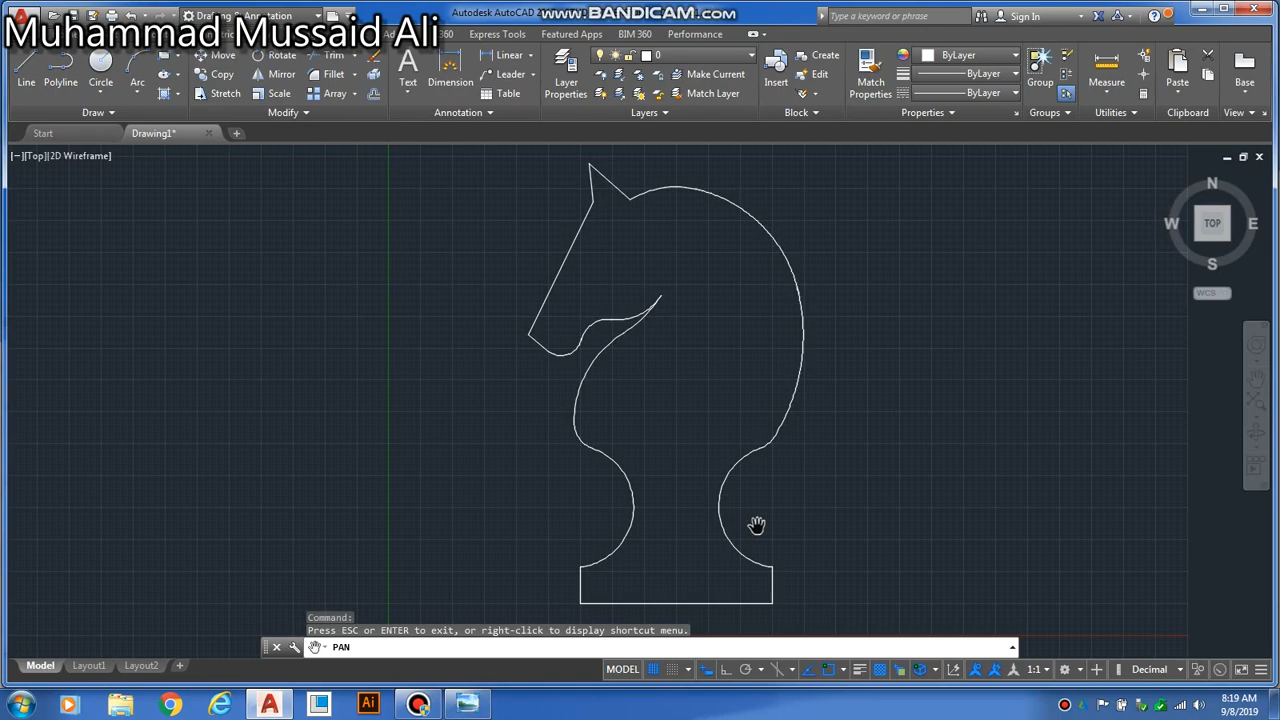 Muhammad Mussaid Ali
Drafting & Annotation
Autodesk AutoCAD 2
www.BANDICAM.com
Type a keyword or phrase
Sign In
Express Tools
Featured Apps
BIM 360
Performance
Line
Polyline
Circle
Arc
Move
Rotate
Trim
Copy
Mirror
Fillet
Stretch
Scale
Array
Text
Dimension
Linear
Leader
Table
Layer
Properties
0
Make Current
Match Layer
Insert
Create
Edit
Match
Properties
ByLayer
ByLayer
ByLayer
Group
Measure
Paste
Base
Draw
Modify
Annotation
Layers
Block
Properties
Groups
Utilities
Clipboard
View
Start
Drawing1*
[−][Top][2D Wireframe]
N
W
TOP
E
S
WCS
Command:
Press ESC or ENTER to exit, or right-click to display shortcut menu.
PAN
Model
Layout1
Layout2
MODEL
1:1
Decimal
Ai
8:19 AM
9/8/2019